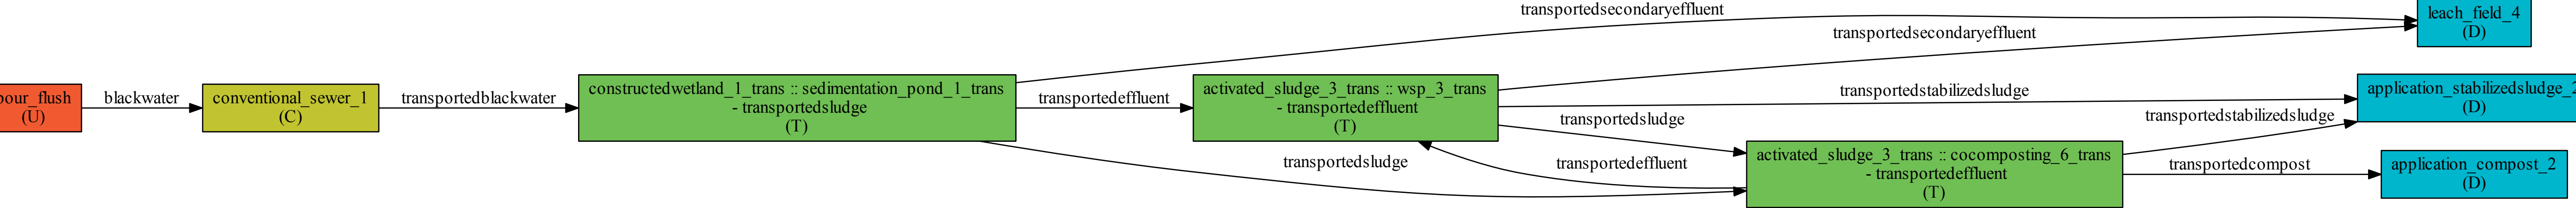 pour_flush
(U)
blackwater
conventional_sewer_1
(C)
transportedblackwater
constructedwetland_1_trans :: sedimentation_pond_1_trans
- transportedsludge
(T)
transportedsecondaryeffluent
transportedeffluent
transportedsludge
activated_sludge_3_trans :: wsp_3_trans
- transportedeffluent
(T)
transportedsecondaryeffluent
transportedstabilizedsludge
transportedsludge
transportedeffluent
activated_sludge_3_trans :: cocomposting_6_trans
- transportedeffluent
(T)
transportedstabilizedsludge
transportedcompost
leach_field_4
(D)
application_stabilizedsludge_2
(D)
application_compost_2
(D)